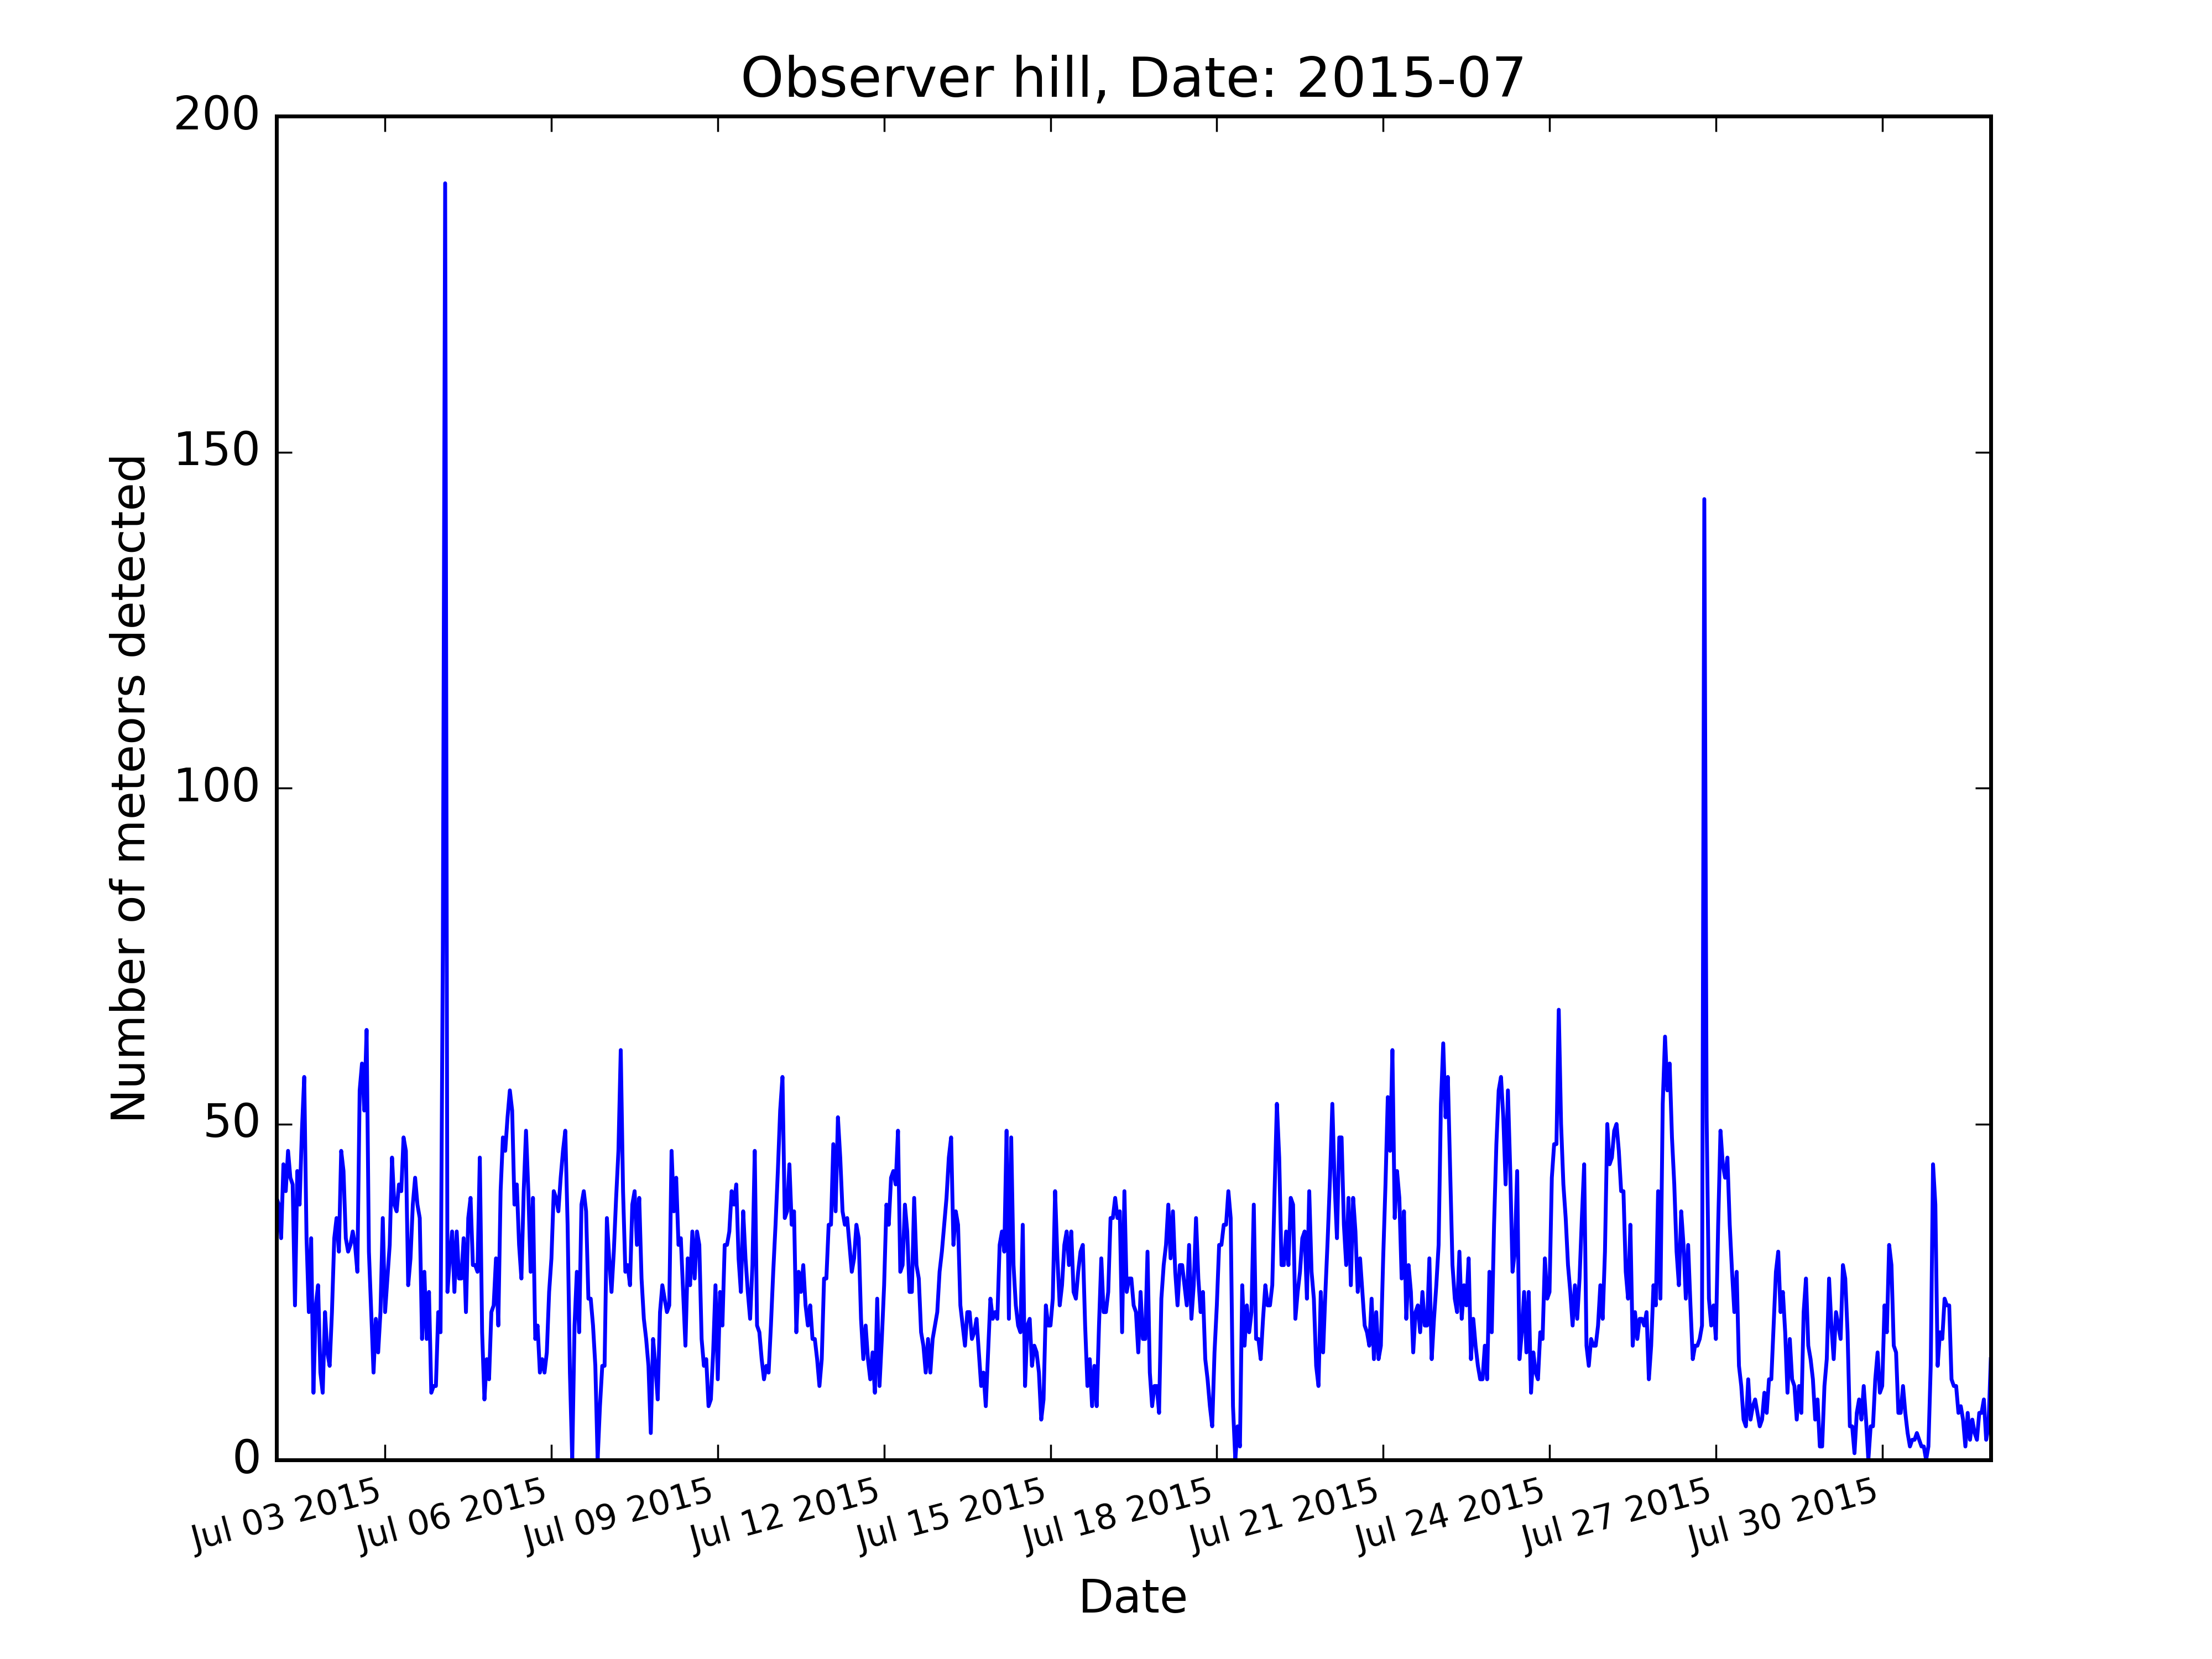 Observer hill, Date: 2015-07
200
150
100
50
0
Number of meteors detected
Jul 03 2015
Jul 06 2015
Jul 09 2015
Jul 12 2015
Jul 15 2015
Jul 18 2015
Jul 21 2015
Jul 24 2015
Jul 27 2015
Jul 30 2015
Date